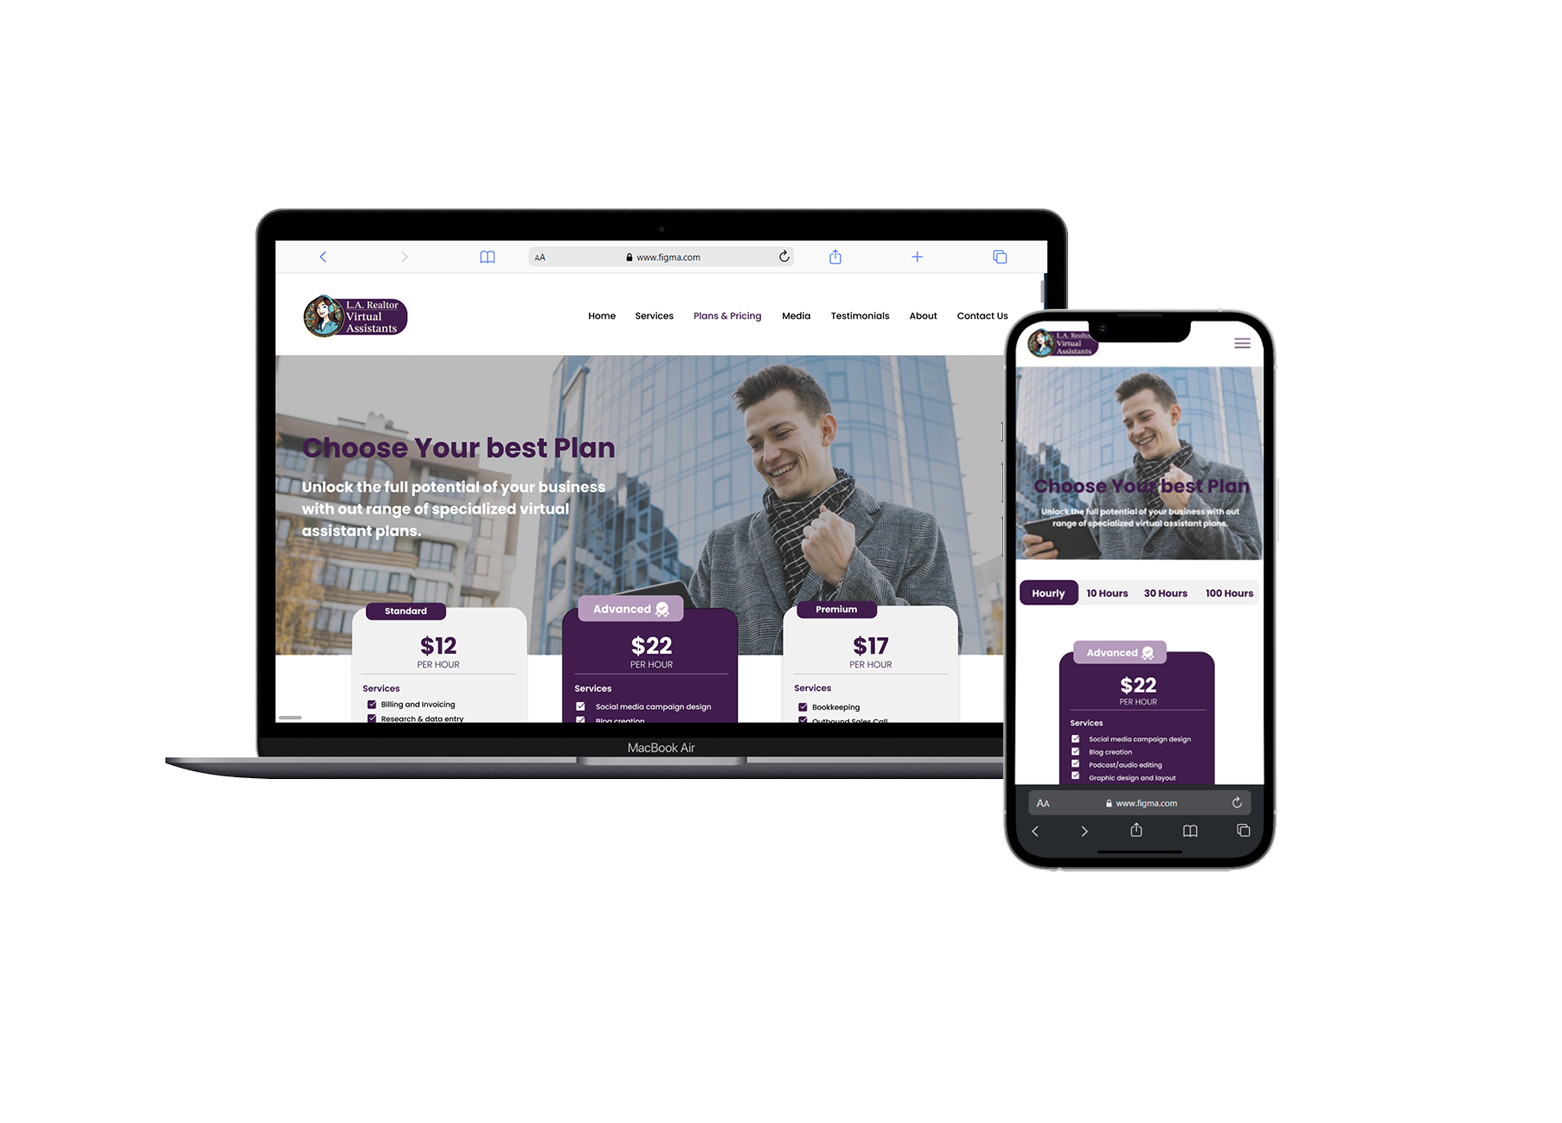 AA www.figma.com
L.A. Realtor
Virtual
Assistants
Home Services Plans & Pricing Media Testimonials About Contact Us
Choose Your best Plan
Unlock the full potential of your business
with out range of specialized virtual
assistant plans.
Standard
$12
PER HOUR
Services
Billing and Invoicing
Research & data entry
Advanced
$22
PER HOUR
Services
Social media campaign design
Blog creation
Premium
$17
PER HOUR
Services
Bookkeeping
Outbound Sales Call
MacBook Air
L.A. Realtor
Virtual
Assistants
Choose Your best Plan
Unlock the full potential of your business with out
range of specialized virtual assistant plans.
Hourly 10 Hours 30 Hours 100 Hours
Advanced
$22
PER HOUR
Services
Social media campaign design
Blog creation
Podcast/audio editing
Graphic design and layout
AA www.figma.com